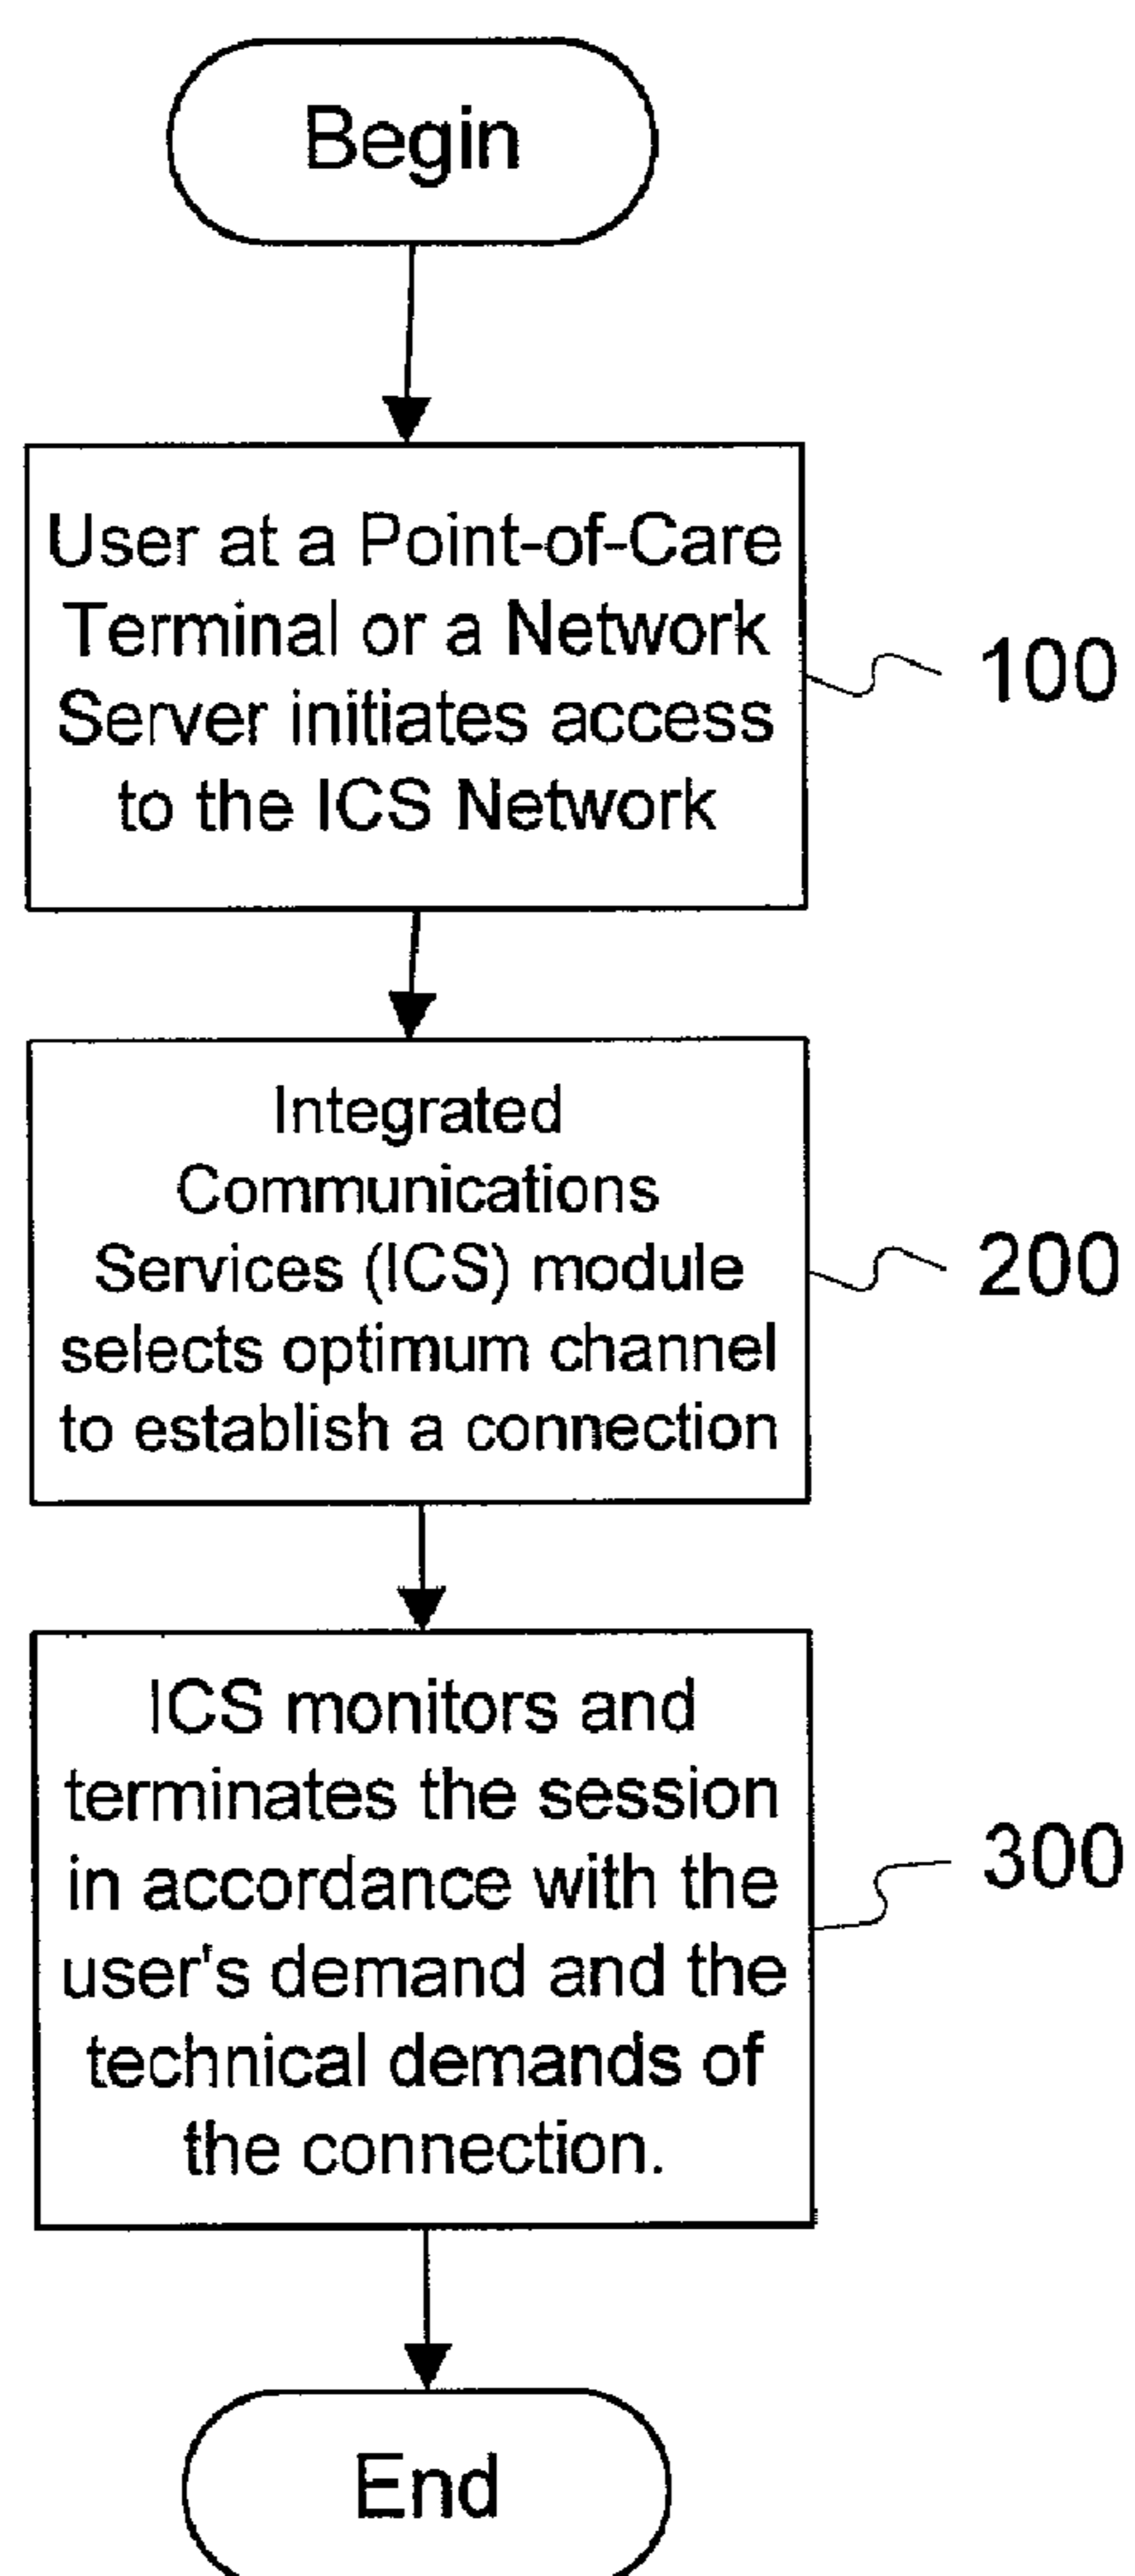 Begin
User at a Point-of-Care
Terminal or a Network
Server initiates access
to the ICS Network
100
Integrated
Communications
Services (ICS) module
selects optimum channel
to establish a connection
200
ICS monitors and
terminates the session
in accordance with the
user's demand and the
technical demands of
the connection.
300
End